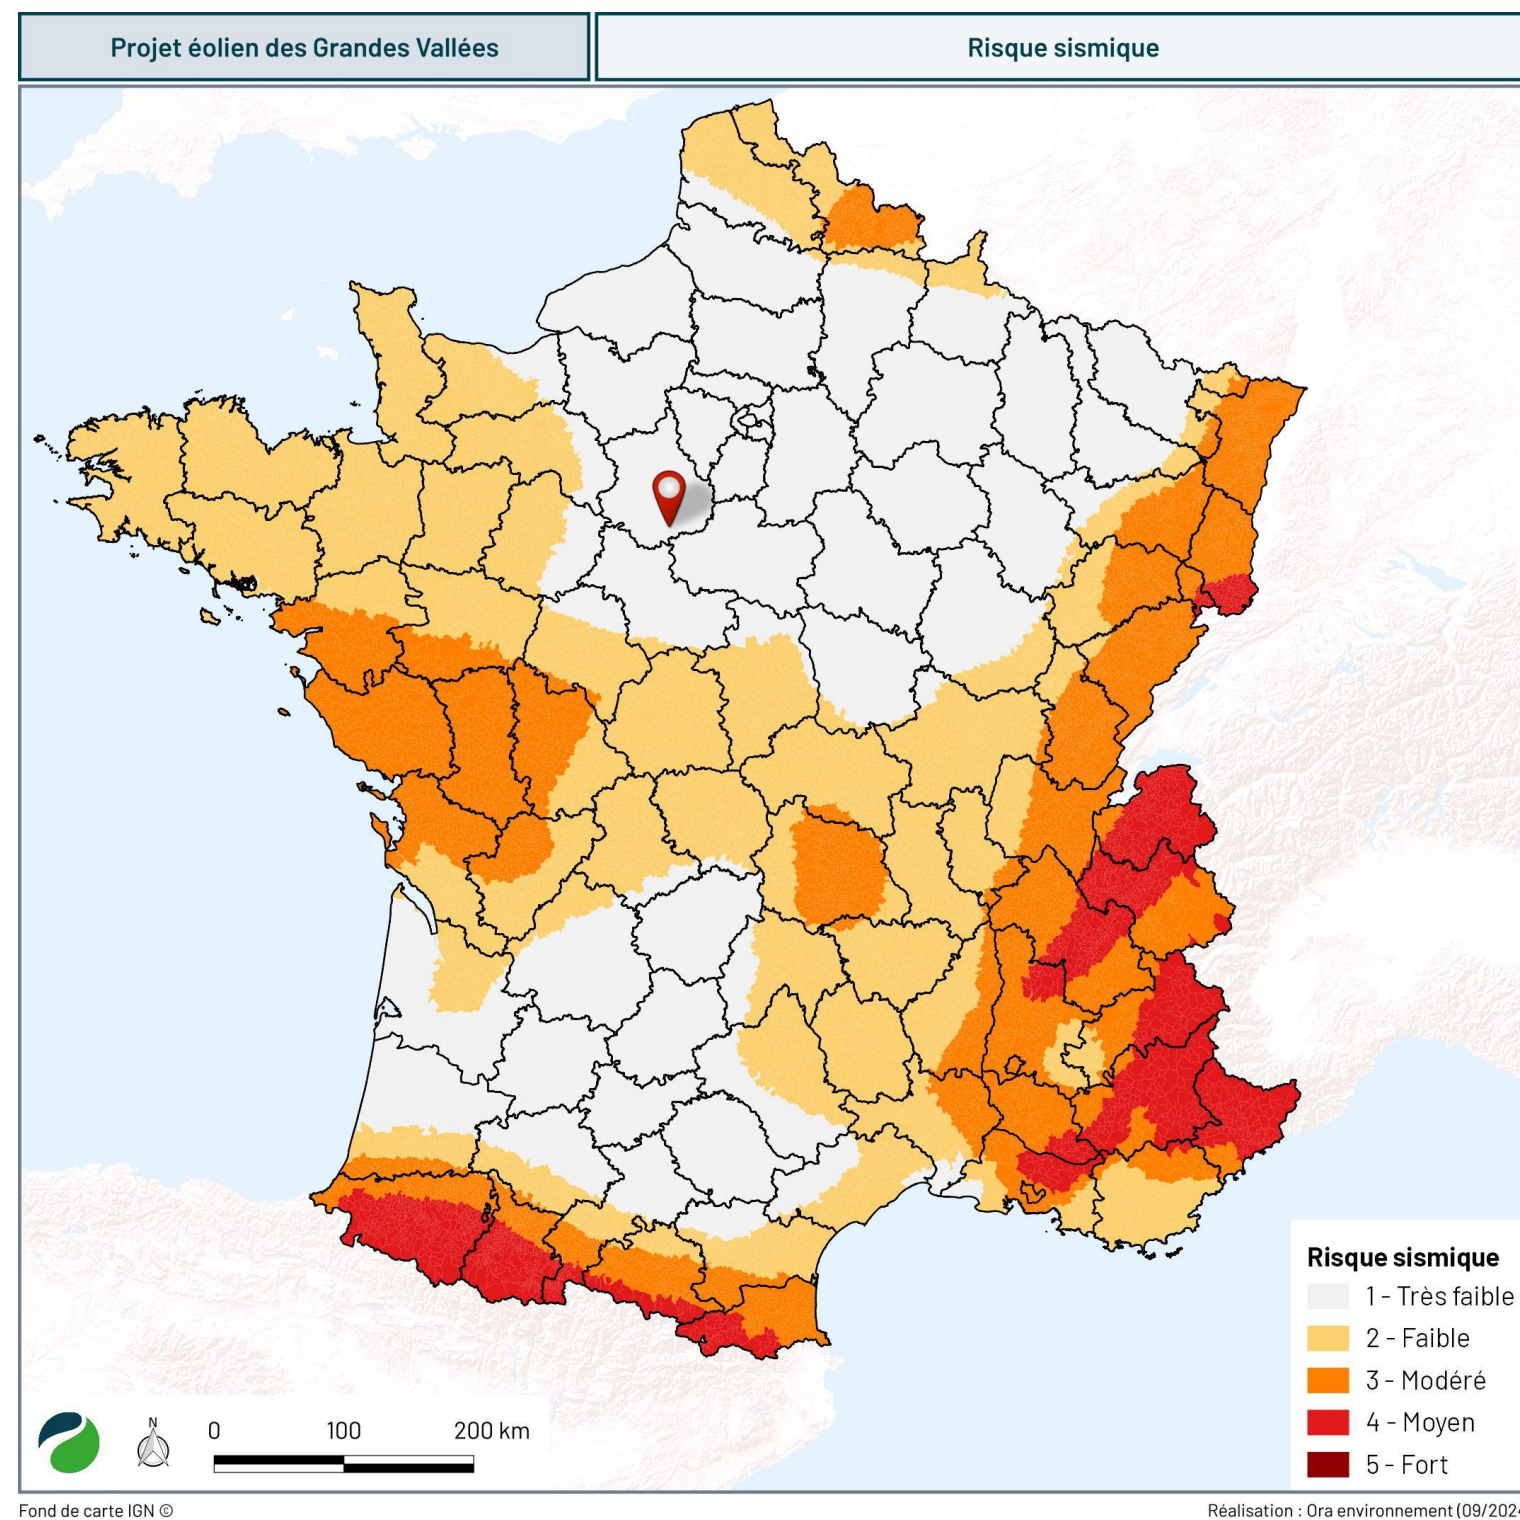 Projet éolien des Grandes Vallées
Risque sismique
Risque sismique
1 - Très faible
2 - Faible
3 - Modéré
4 - Moyen
5 - Fort
N
0 100 200 km
Fond de carte IGN ©
Réalisation : Ora environnement (09/2024